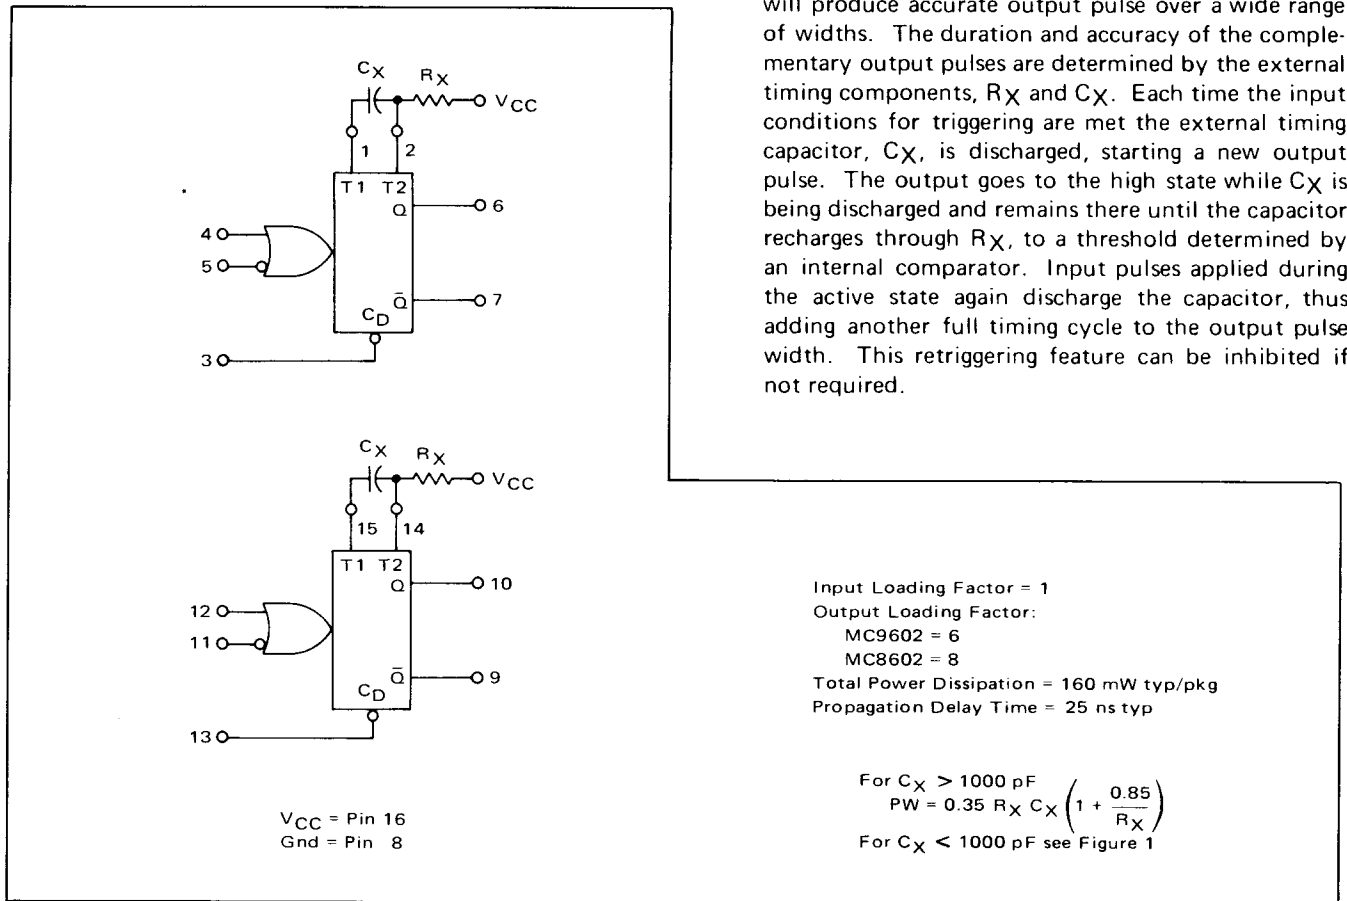 will produce accurate output pulse over a wide range
of widths. The duration and accuracy of the comple-
mentary output pulses are determined by the external
timing components, RX and CX. Each time the input
conditions for triggering are met the external timing
capacitor, CX, is discharged, starting a new output
pulse. The output goes to the high state while CX is
being discharged and remains there until the capacitor
recharges through RX, to a threshold determined by
an internal comparator. Input pulses applied during
the active state again discharge the capacitor, thus
adding another full timing cycle to the output pulse
width. This retriggering feature can be inhibited if
not required.
CX RX
VCC
1 2
T1 T2
Q 6
4
5
Q̄ 7
CD
3
CX RX
VCC
15 14
T1 T2
Q 10
12
11
Q̄ 9
CD
13
VCC = Pin 16
Gnd = Pin 8
Input Loading Factor = 1
Output Loading Factor:
MC9602 = 6
MC8602 = 8
Total Power Dissipation = 160 mW typ/pkg
Propagation Delay Time = 25 ns typ
For CX > 1000 pF
PW = 0.35 RX CX (1 + 0.85/RX)
For CX < 1000 pF see Figure 1